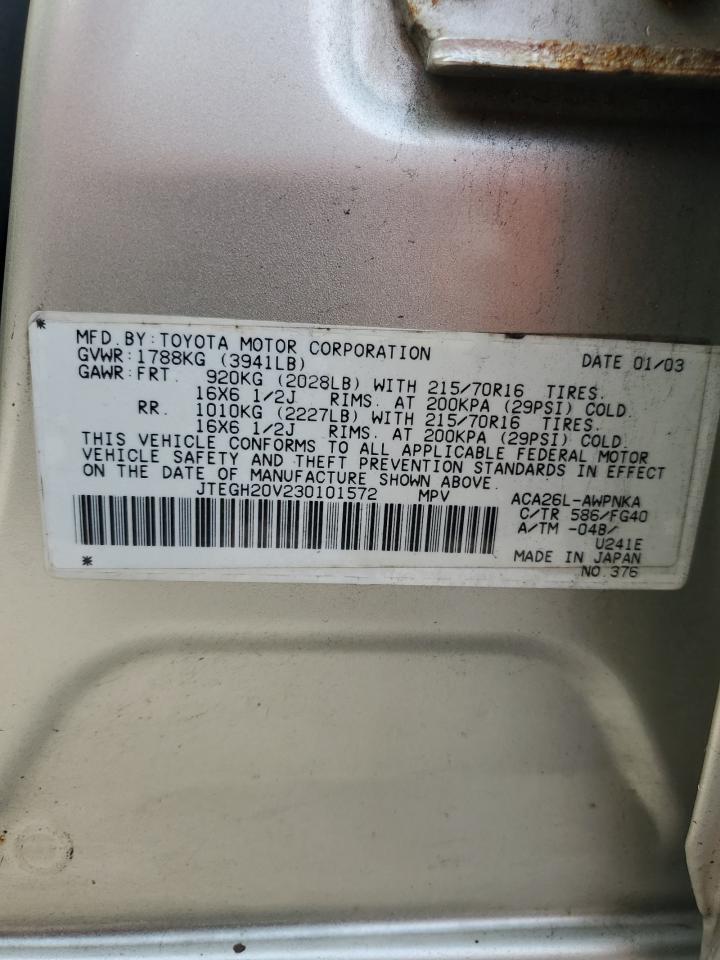 *
MFD.BY:TOYOTA MOTOR CORPORATION DATE 01/03
GVWR:1788KG (3941LB)
GAWR:FRT. 920KG (2028LB) WITH 215/70R16 TIRES.
16X6 1/2J RIMS. AT 200KPA (29PSI) COLD.
RR. 1010KG (2227LB) WITH 215/70R16 TIRES.
16X6 1/2J RIMS. AT 200KPA (29PSI) COLD.
THIS VEHICLE CONFORMS TO ALL APPLICABLE FEDERAL MOTOR
VEHICLE SAFETY AND THEFT PREVENTION STANDARDS IN EFFECT
ON THE DATE OF MANUFACTURE SHOWN ABOVE.
JTEGH20V230101572 MPV ACA26L-AWPNKA
C/TR 586/FG40
A/TM -04B/
U241E
MADE IN JAPAN
* NO.376